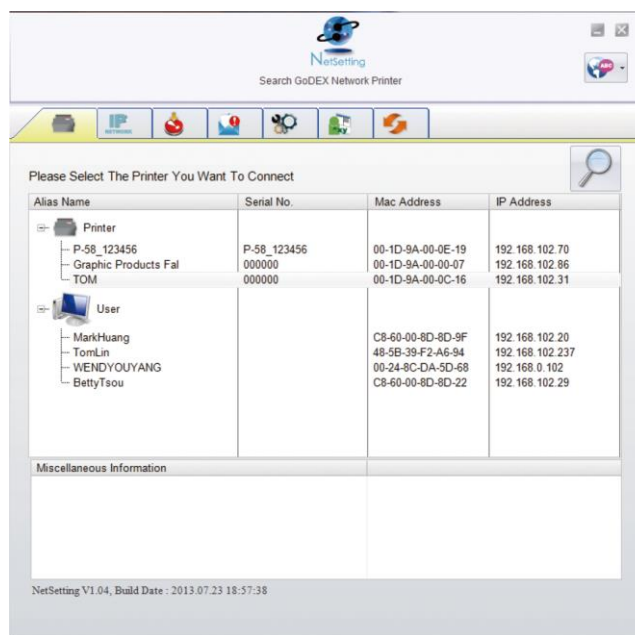 NetSetting
Search GoDEX Network Printer
ABC
IP
NETWORK
Please Select The Printer You Want To Connect
Alias Name Serial No. Mac Address IP Address
Printer
P-58_123456 P-58_123456 00-1D-9A-00-0E-19 192.168.102.70
Graphic Products Fal 000000 00-1D-9A-00-00-07 192.168.102.86
TOM 000000 00-1D-9A-00-0C-16 192.168.102.31
User
MarkHuang C8-60-00-8D-8D-9F 192.168.102.20
TomLin 48-5B-39-F2-A6-94 192.168.102.237
WENDYOUYANG 00-24-8C-DA-5D-68 192.168.0.102
BettyTsou C8-60-00-8D-8D-22 192.168.102.29
Miscellaneous Information
NetSetting V1.04, Build Date : 2013.07.23 18:57:38